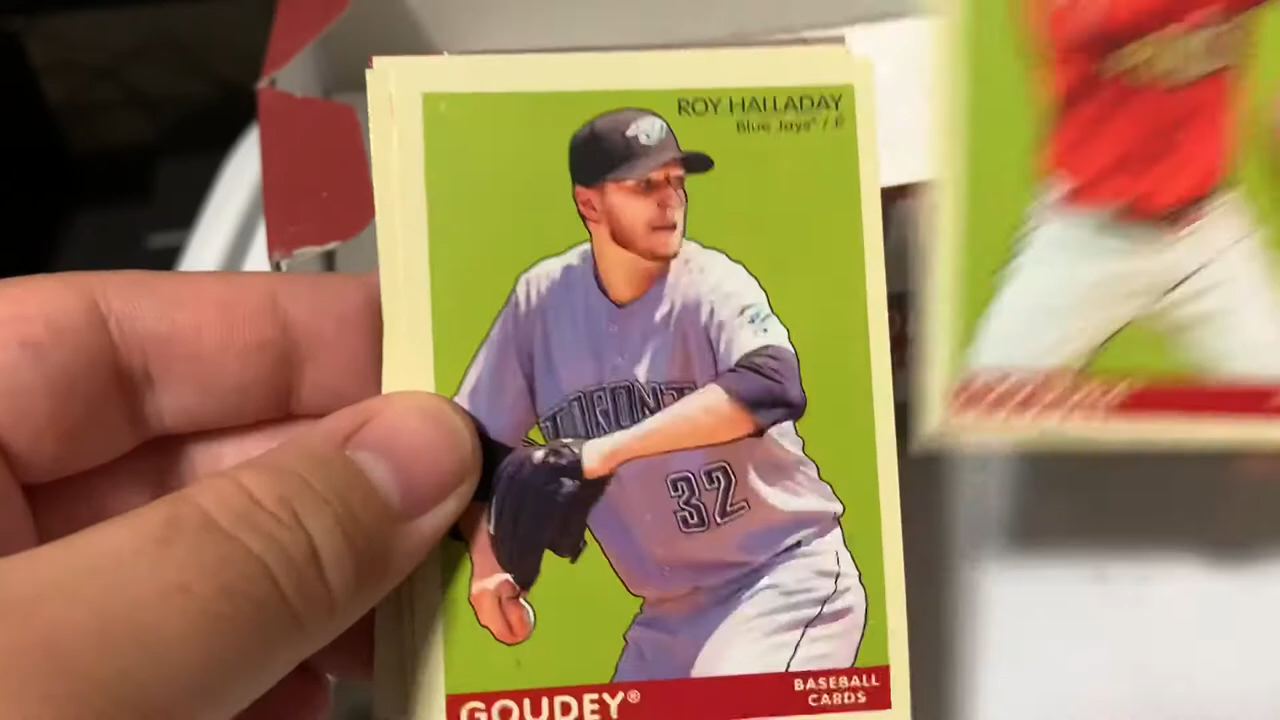 ROY HALLADAY
Blue Jays® / P
TORONTO
32
GOUDEY®
BASEBALL
CARDS